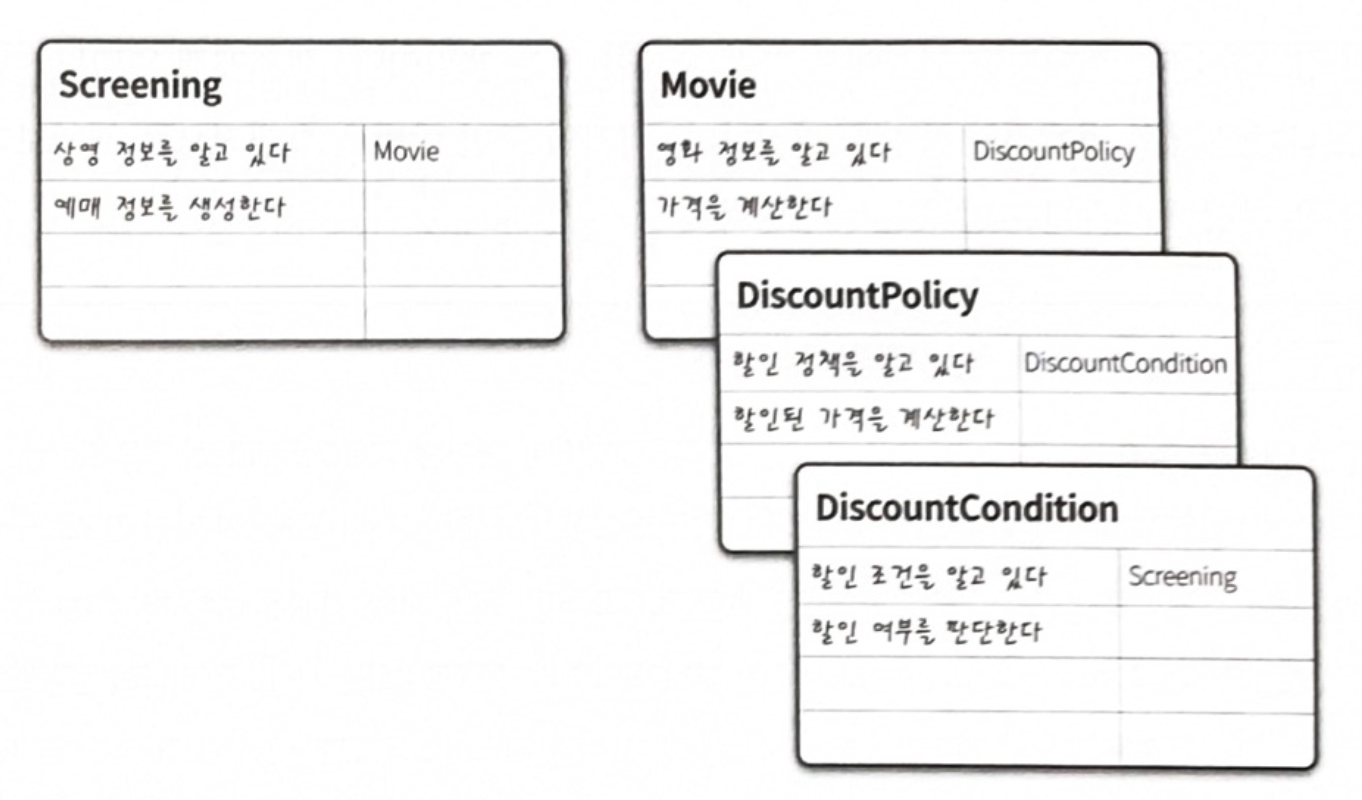 Screening
상영 정보를 알고 있다 Movie
예매 정보를 생성한다
Movie
영화 정보를 알고 있다 DiscountPolicy
가격을 계산한다
DiscountPolicy
할인 정책을 알고 있다 DiscountCondition
할인된 가격을 계산한다
DiscountCondition
할인 조건을 알고 있다 Screening
할인 여부를 판단한다